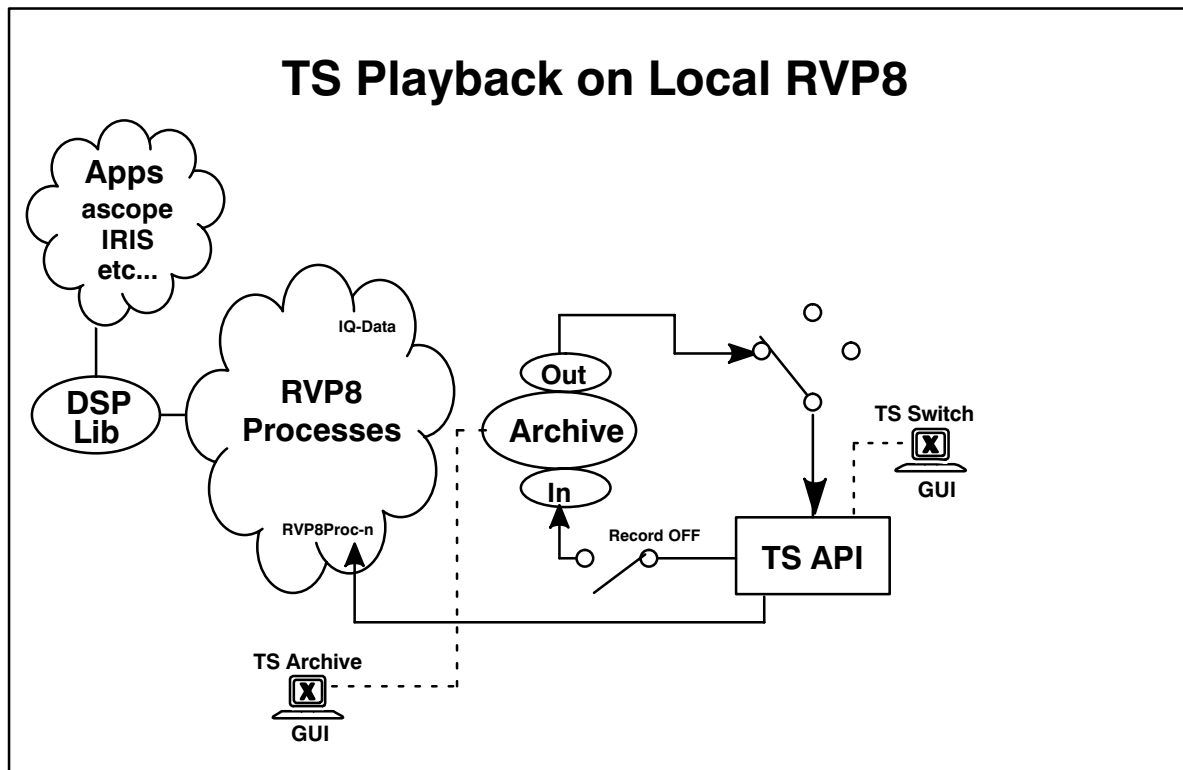 TS Playback on Local RVP8
Apps
ascope
IRIS
etc...
IQ-Data
RVP8
Processes
DSP
Lib
Out
Archive
In
TS Switch
X
GUI
RVP8Proc-n
Record OFF
TS API
TS Archive
X
GUI